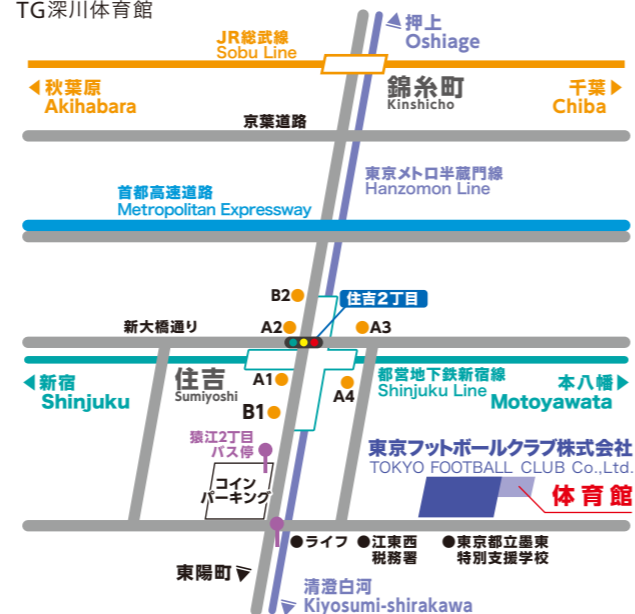 TG深川体育館
押上
Oshiage
JR総武線
Sobu Line
秋葉原
Akihabara
錦糸町
Kinshicho
千葉
Chiba
京葉道路
東京メトロ半蔵門線
Hanzomon Line
首都高速道路
Metropolitan Expressway
B2
住吉2丁目
新大橋通り
A2
A3
新宿
Shinjuku
住吉
Sumiyoshi
A1
A4
都営地下鉄新宿線
Shinjuku Line
本八幡
Motoyawata
B1
猿江2丁目
バス停
コイン
パーキング
東京フットボールクラブ株式会社
TOKYO FOOTBALL CLUB Co.,Ltd.
体育館
●ライフ
●江東西
税務署
●東京都立墨東
特別支援学校
東陽町
清澄白河
Kiyosumi-shirakawa